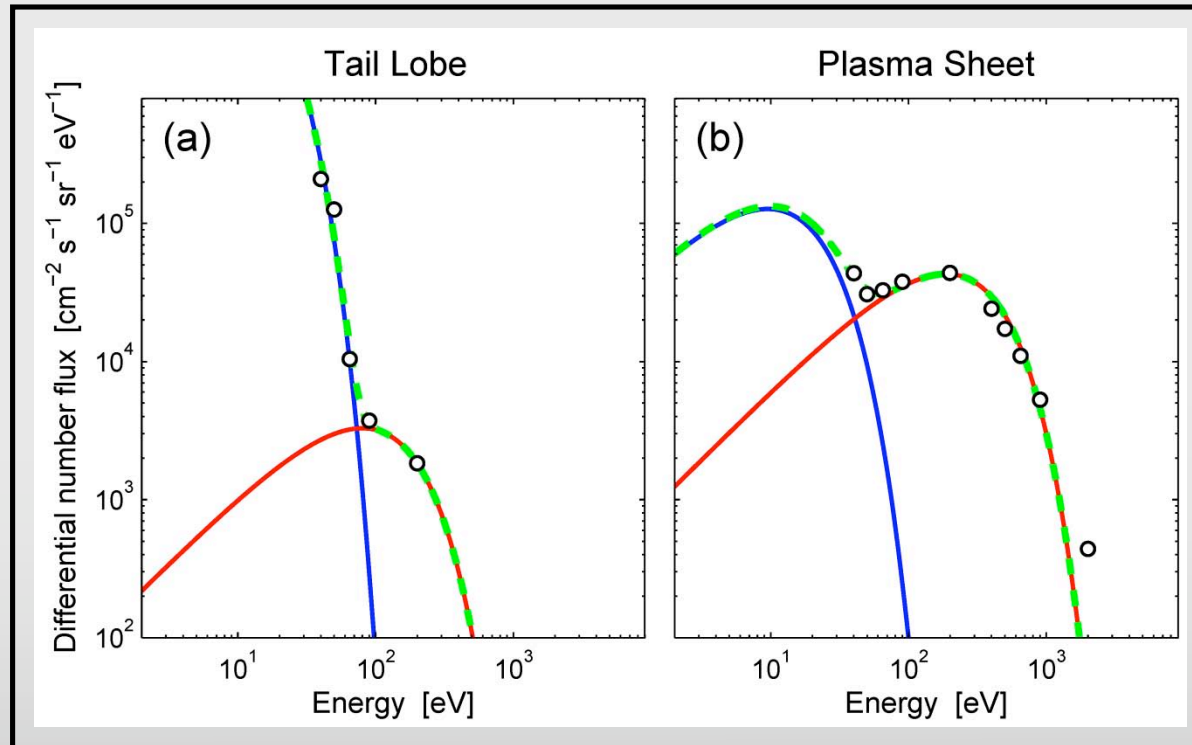 Tail Lobe
Plasma Sheet
(a)
(b)
Differential number flux [cm⁻² s⁻¹ sr⁻¹ eV⁻¹]
10⁵
10⁴
10³
10²
10¹ 10² 10³
10¹ 10² 10³
Energy [eV]
Energy [eV]